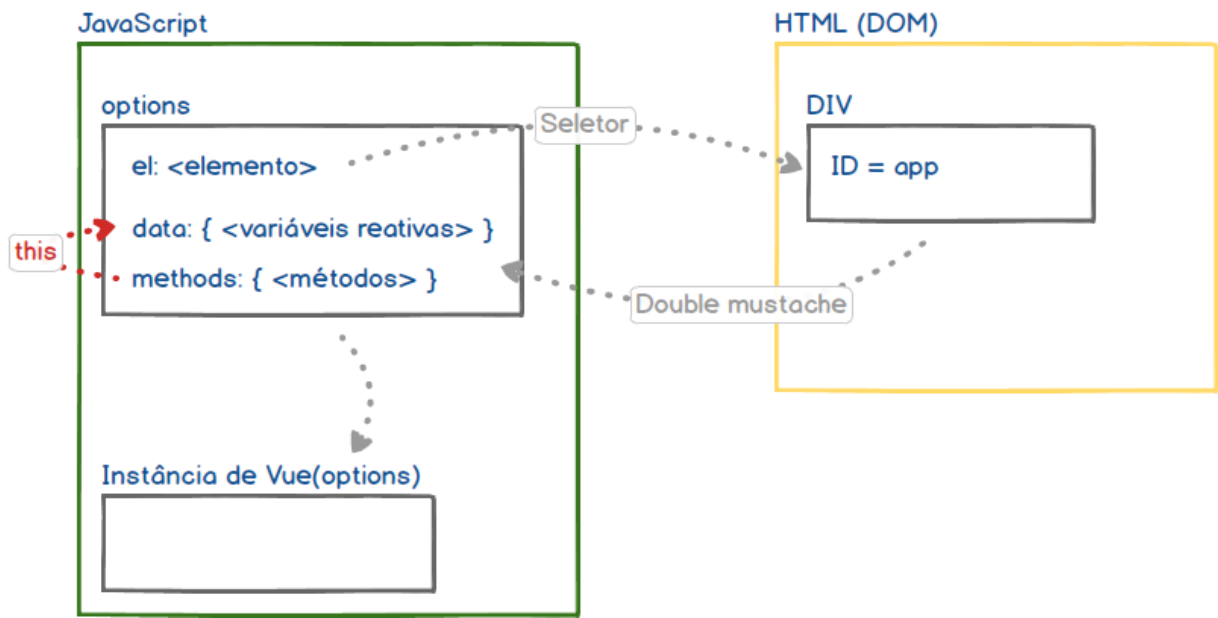 JavaScript
HTML (DOM)
options
DIV
Seletor
el: <elemento>
ID = app
data: { <variáveis reativas> }
this
methods: { <métodos> }
Double mustache
Instância de Vue(options)